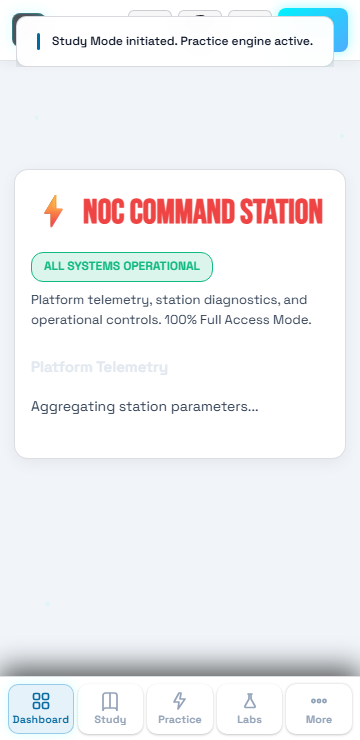 Study Mode initiated. Practice engine active.
NOC COMMAND STATION
ALL SYSTEMS OPERATIONAL
Platform telemetry, station diagnostics, and
operational controls. 100% Full Access Mode.
Platform Telemetry
Aggregating station parameters...
Dashboard
Study
Practice
Labs
More